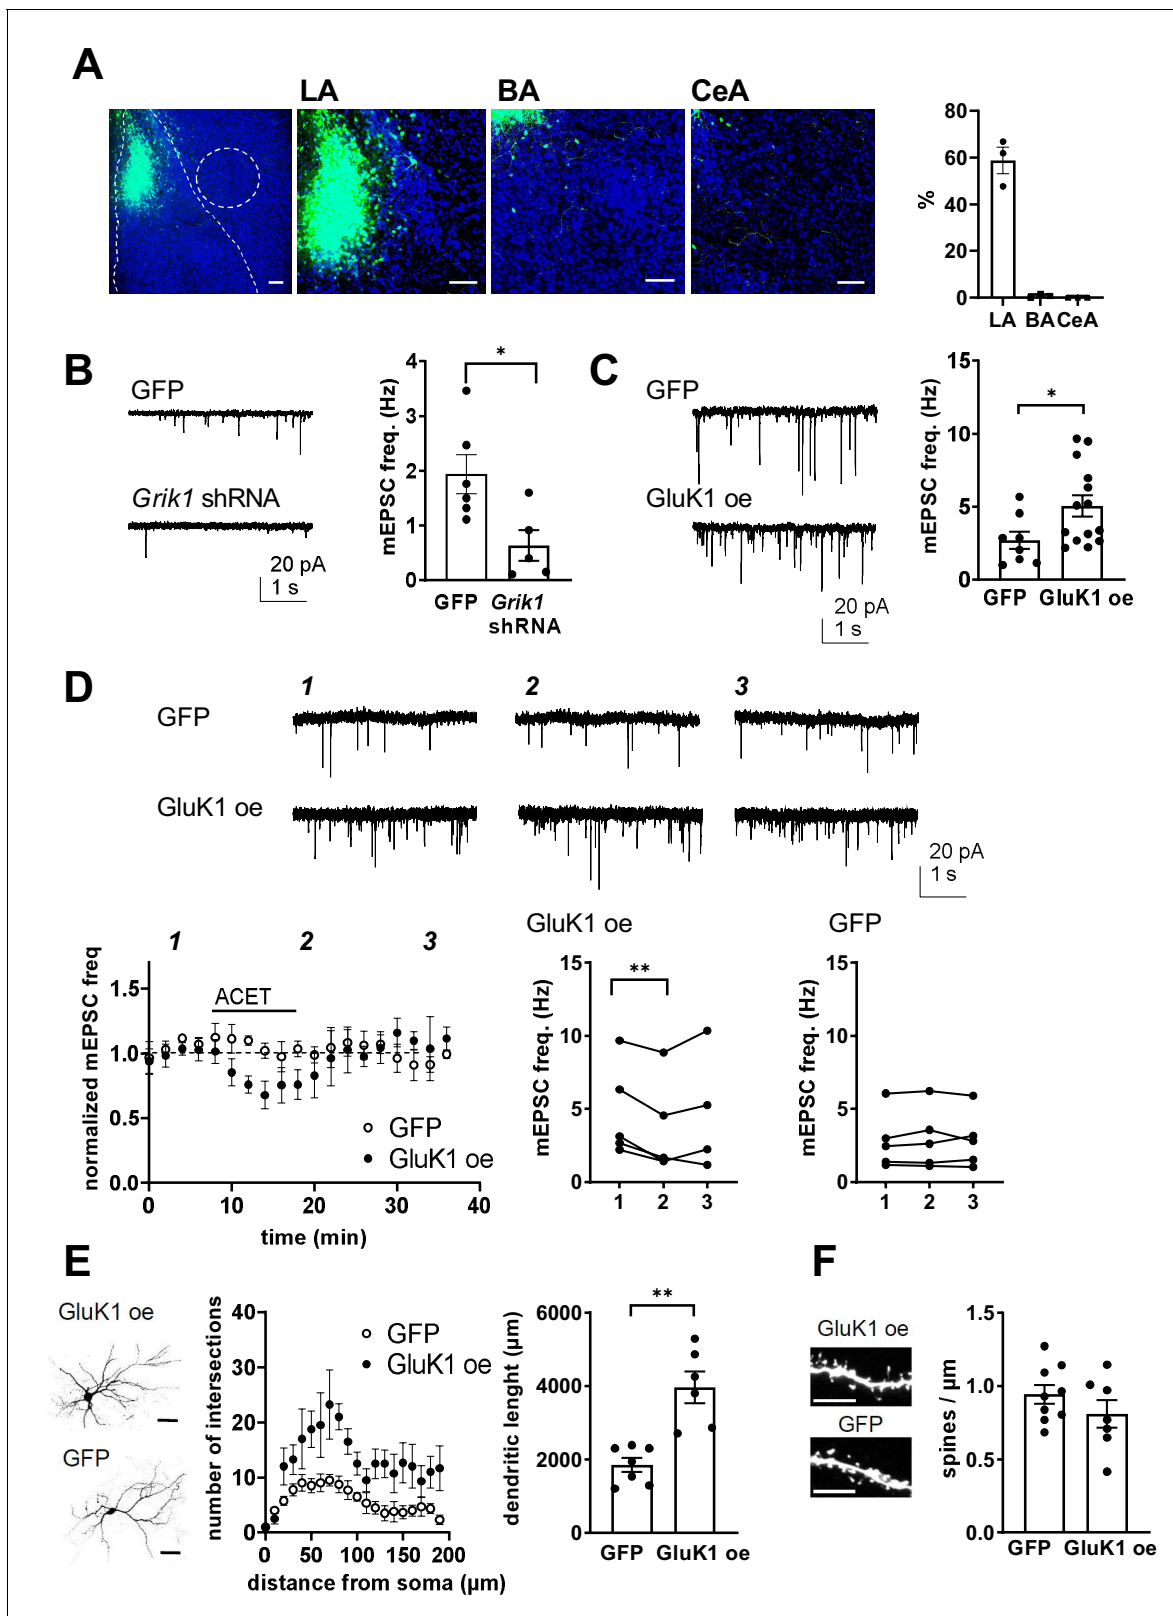 A
LA
BA
CeA
80
60
40
20
0
%
LA BA CeA
B
GFP
Grik1 shRNA
20 pA
1 s
mEPSC freq. (Hz)
4
3
2
1
0
*
GFP Grik1
shRNA
C
GFP
GluK1 oe
20 pA
1 s
mEPSC freq. (Hz)
15
10
5
0
*
GFP GluK1 oe
D
1 2 3
GFP
GluK1 oe
20 pA
1 s
1 2 3
normalized mEPSC freq
1.5
1.0
0.5
0.0
ACET
GFP
GluK1 oe
0 10 20 30 40
time (min)
GluK1 oe
mEPSC freq. (Hz)
15
10
5
0
**
1 2 3
GFP
mEPSC freq. (Hz)
15
10
5
0
1 2 3
E
GluK1 oe
GFP
number of intersections
40
30
20
10
0
GFP
GluK1 oe
0 50 100 150 200
distance from soma (µm)
dendritic lenght (µm)
6000
4000
2000
0
**
GFP GluK1 oe
F
GluK1 oe
GFP
spines / µm
1.5
1.0
0.5
0.0
GFP GluK1 oe